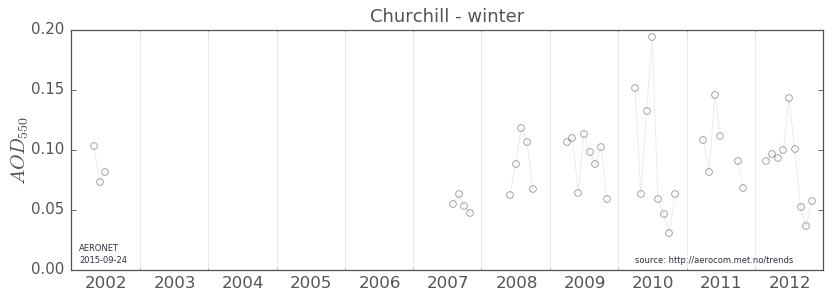 Churchill - winter
0.20
0.15
0.10
0.05
0.00
AOD550
AERONET
2015-09-24
source: http://aerocom.met.no/trends
2002 2003 2004 2005 2006 2007 2008 2009 2010 2011 2012